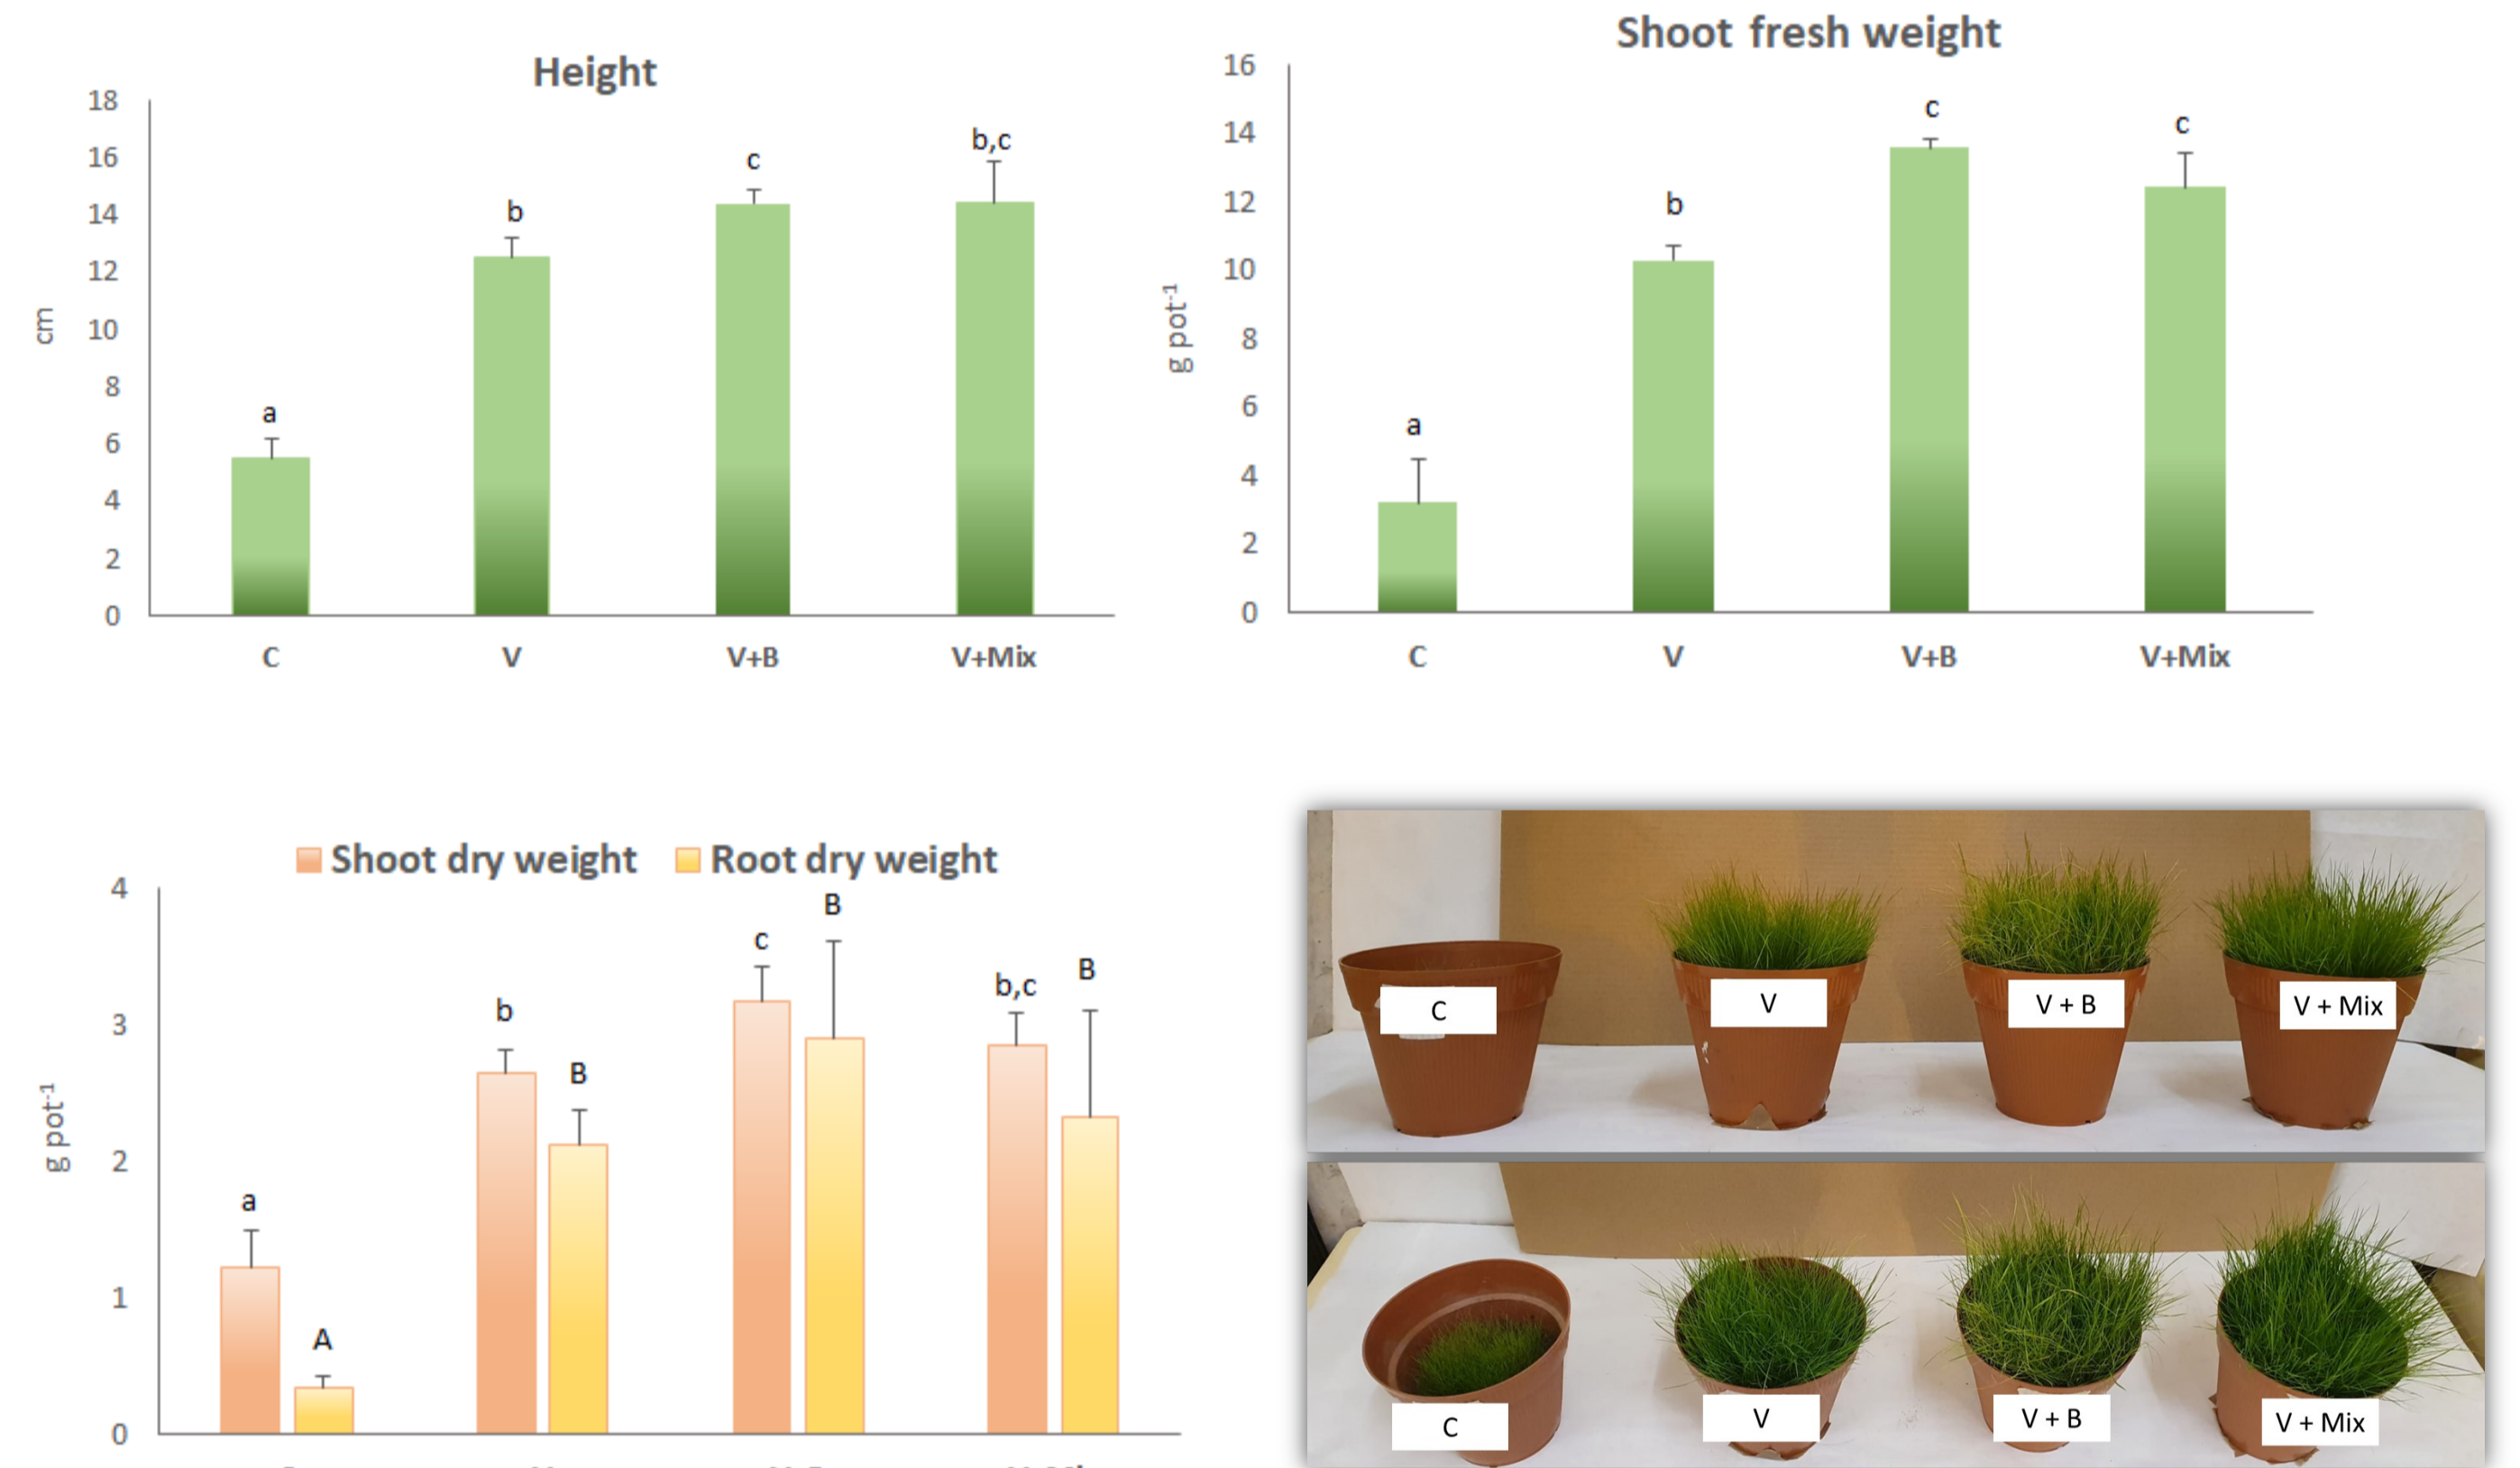 Height
18
16
14
12
10
8
6
4
2
0
cm
a
b
c
b,c
C
V
V+B
V+Mix
Shoot fresh weight
16
14
12
10
8
6
4
2
0
g pot⁻¹
a
b
c
c
C
V
V+B
V+Mix
Shoot dry weight Root dry weight
4
3
2
1
0
g pot⁻¹
a
A
b
B
c
B
b,c
B
C
V
V + B
V + Mix
C
V
V + B
V + Mix